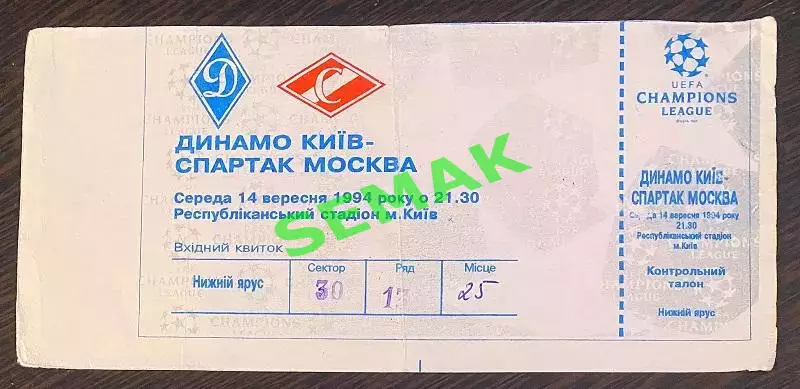 ДИНАМО КИЇВ-
СПАРТАК МОСКВА
Середа 14 вересня 1994 року о 21.30
Республіканський стадіон м.Київ
Вхідний квиток
Сектор Ряд Місце
Нижній ярус 30 17 25
SEMAK
UEFA
CHAMPIONS
LEAGUE
ДИНАМО КИЇВ-
СПАРТАК МОСКВА
Середа 14 вересня 1994 року
21.30
Республіканський стадіон
м.Київ
Контрольний
талон
Нижній ярус